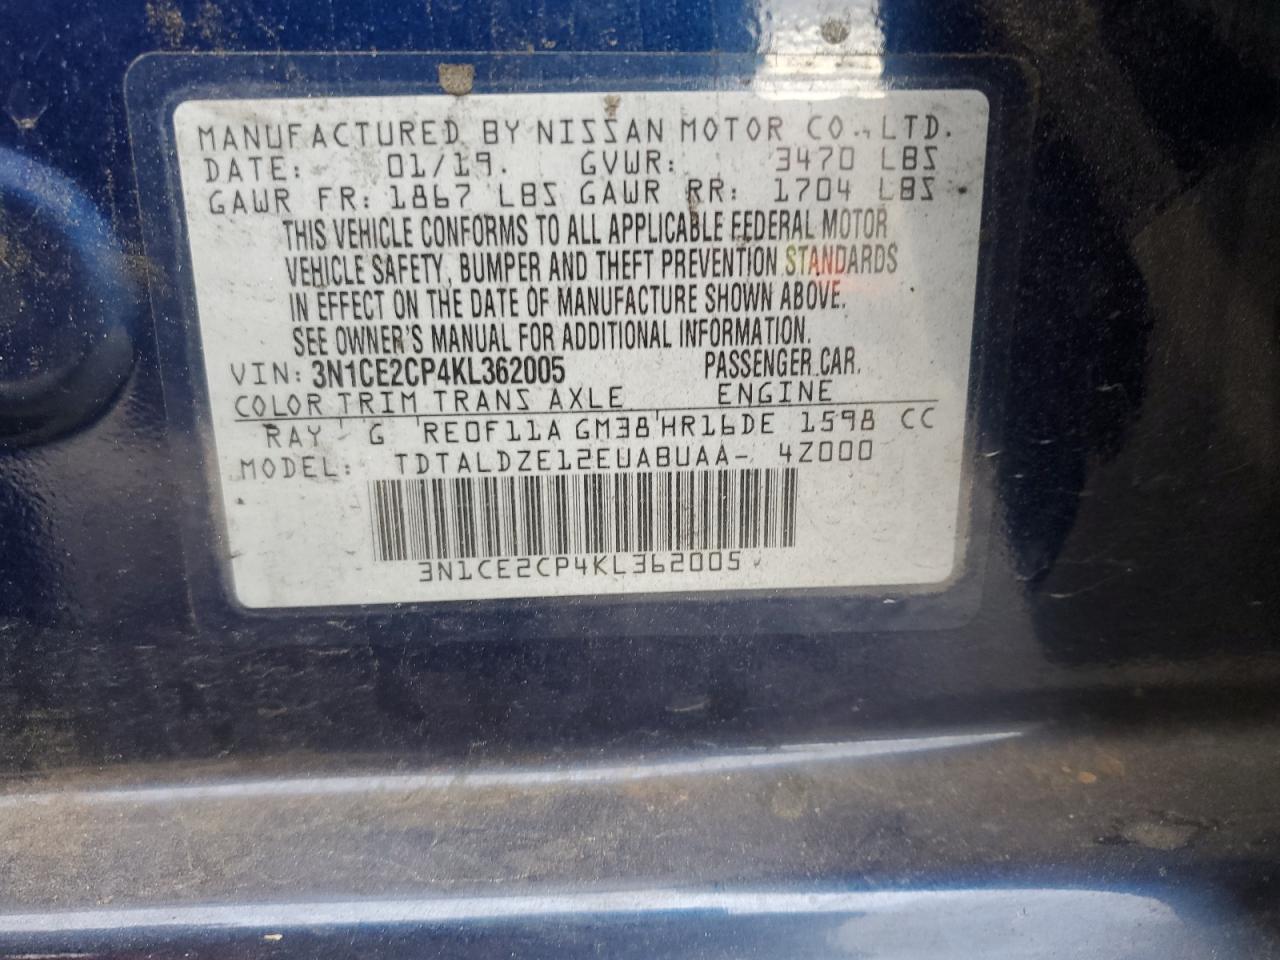 MANUFACTURED BY NISSAN MOTOR CO., LTD.
DATE: 01/19. GVWR: 3470 LBS
GAWR FR: 1867 LBS GAWR RR: 1704 LBS
THIS VEHICLE CONFORMS TO ALL APPLICABLE FEDERAL MOTOR
VEHICLE SAFETY, BUMPER AND THEFT PREVENTION STANDARDS
IN EFFECT ON THE DATE OF MANUFACTURE SHOWN ABOVE.
SEE OWNER'S MANUAL FOR ADDITIONAL INFORMATION.
VIN: 3N1CE2CP4KL362005 PASSENGER CAR.
COLOR TRIM TRANS AXLE ENGINE
RAY G RE0F11A GM38 HR16DE 1598 CC
MODEL: TDTALDZE12EUABUAA- 4Z000
3N1CE2CP4KL362005